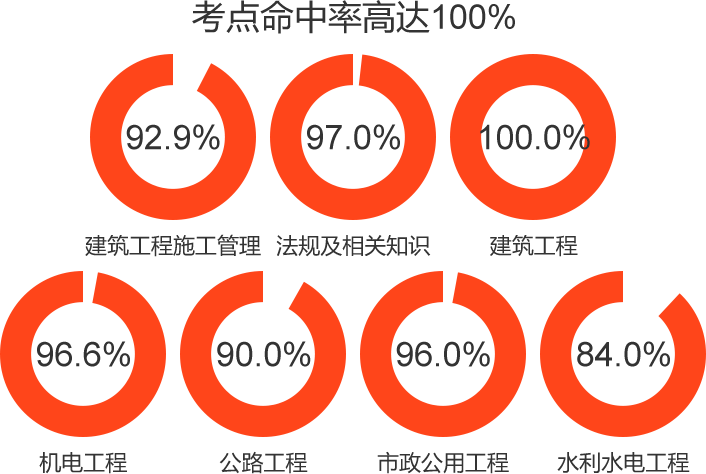 考点命中率高达100%
92.9%
97.0%
100.0%
建筑工程施工管理
法规及相关知识
建筑工程
96.6%
90.0%
96.0%
84.0%
机电工程
公路工程
市政公用工程
水利水电工程